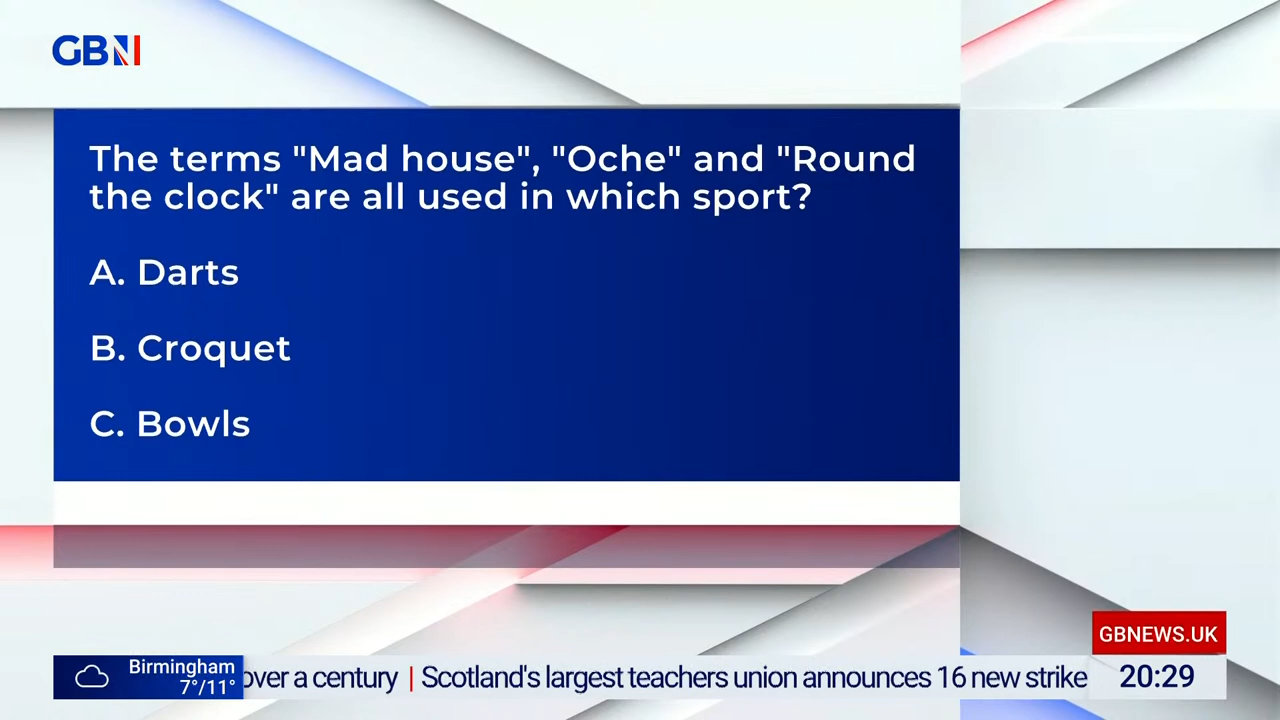 GBN
The terms "Mad house", "Oche" and "Round
the clock" are all used in which sport?
A. Darts
B. Croquet
C. Bowls
GBNEWS.UK
Birmingham
7°/11°
over a century | Scotland's largest teachers union announces 16 new strike
20:29